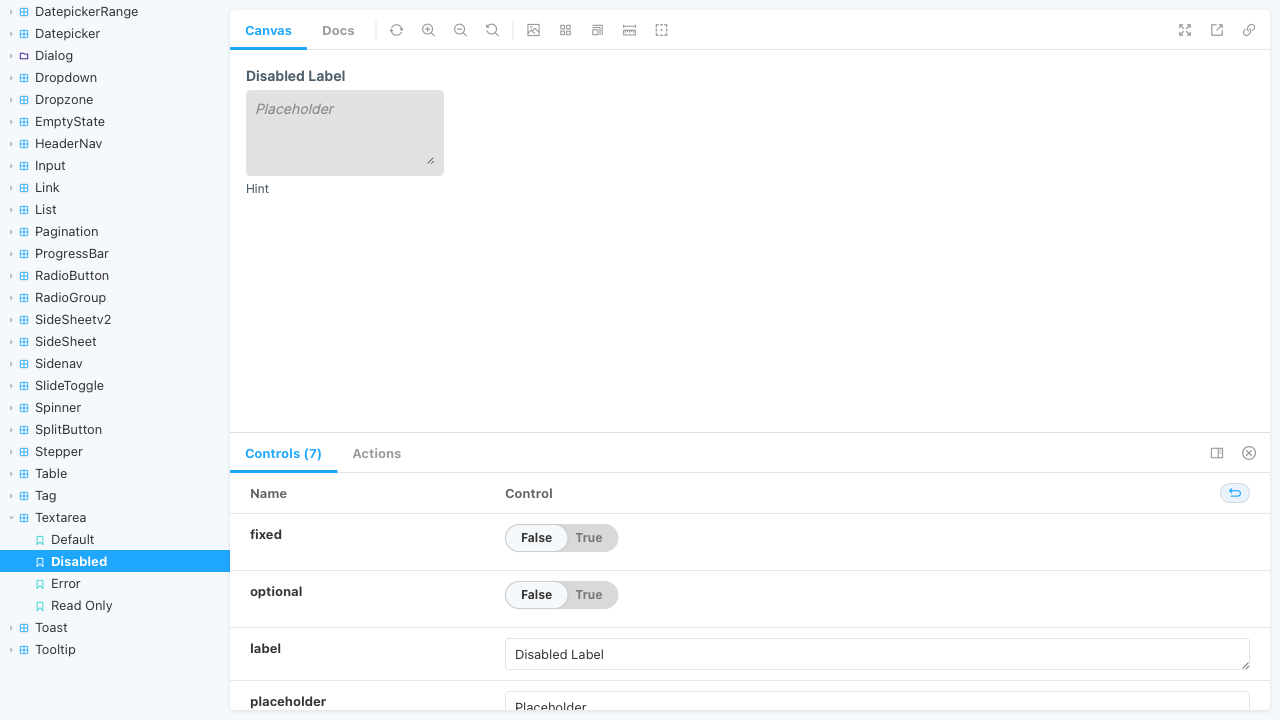 DatepickerRange
Datepicker
Dialog
Dropdown
Dropzone
EmptyState
HeaderNav
Input
Link
List
Pagination
ProgressBar
RadioButton
RadioGroup
SideSheetv2
SideSheet
Sidenav
SlideToggle
Spinner
SplitButton
Stepper
Table
Tag
Textarea
Default
Disabled
Error
Read Only
Toast
Tooltip
Canvas Docs
Disabled Label
Placeholder
Hint
Controls (7) Actions
Name Control
fixed False True
optional False True
label Disabled Label
placeholder Placeholder